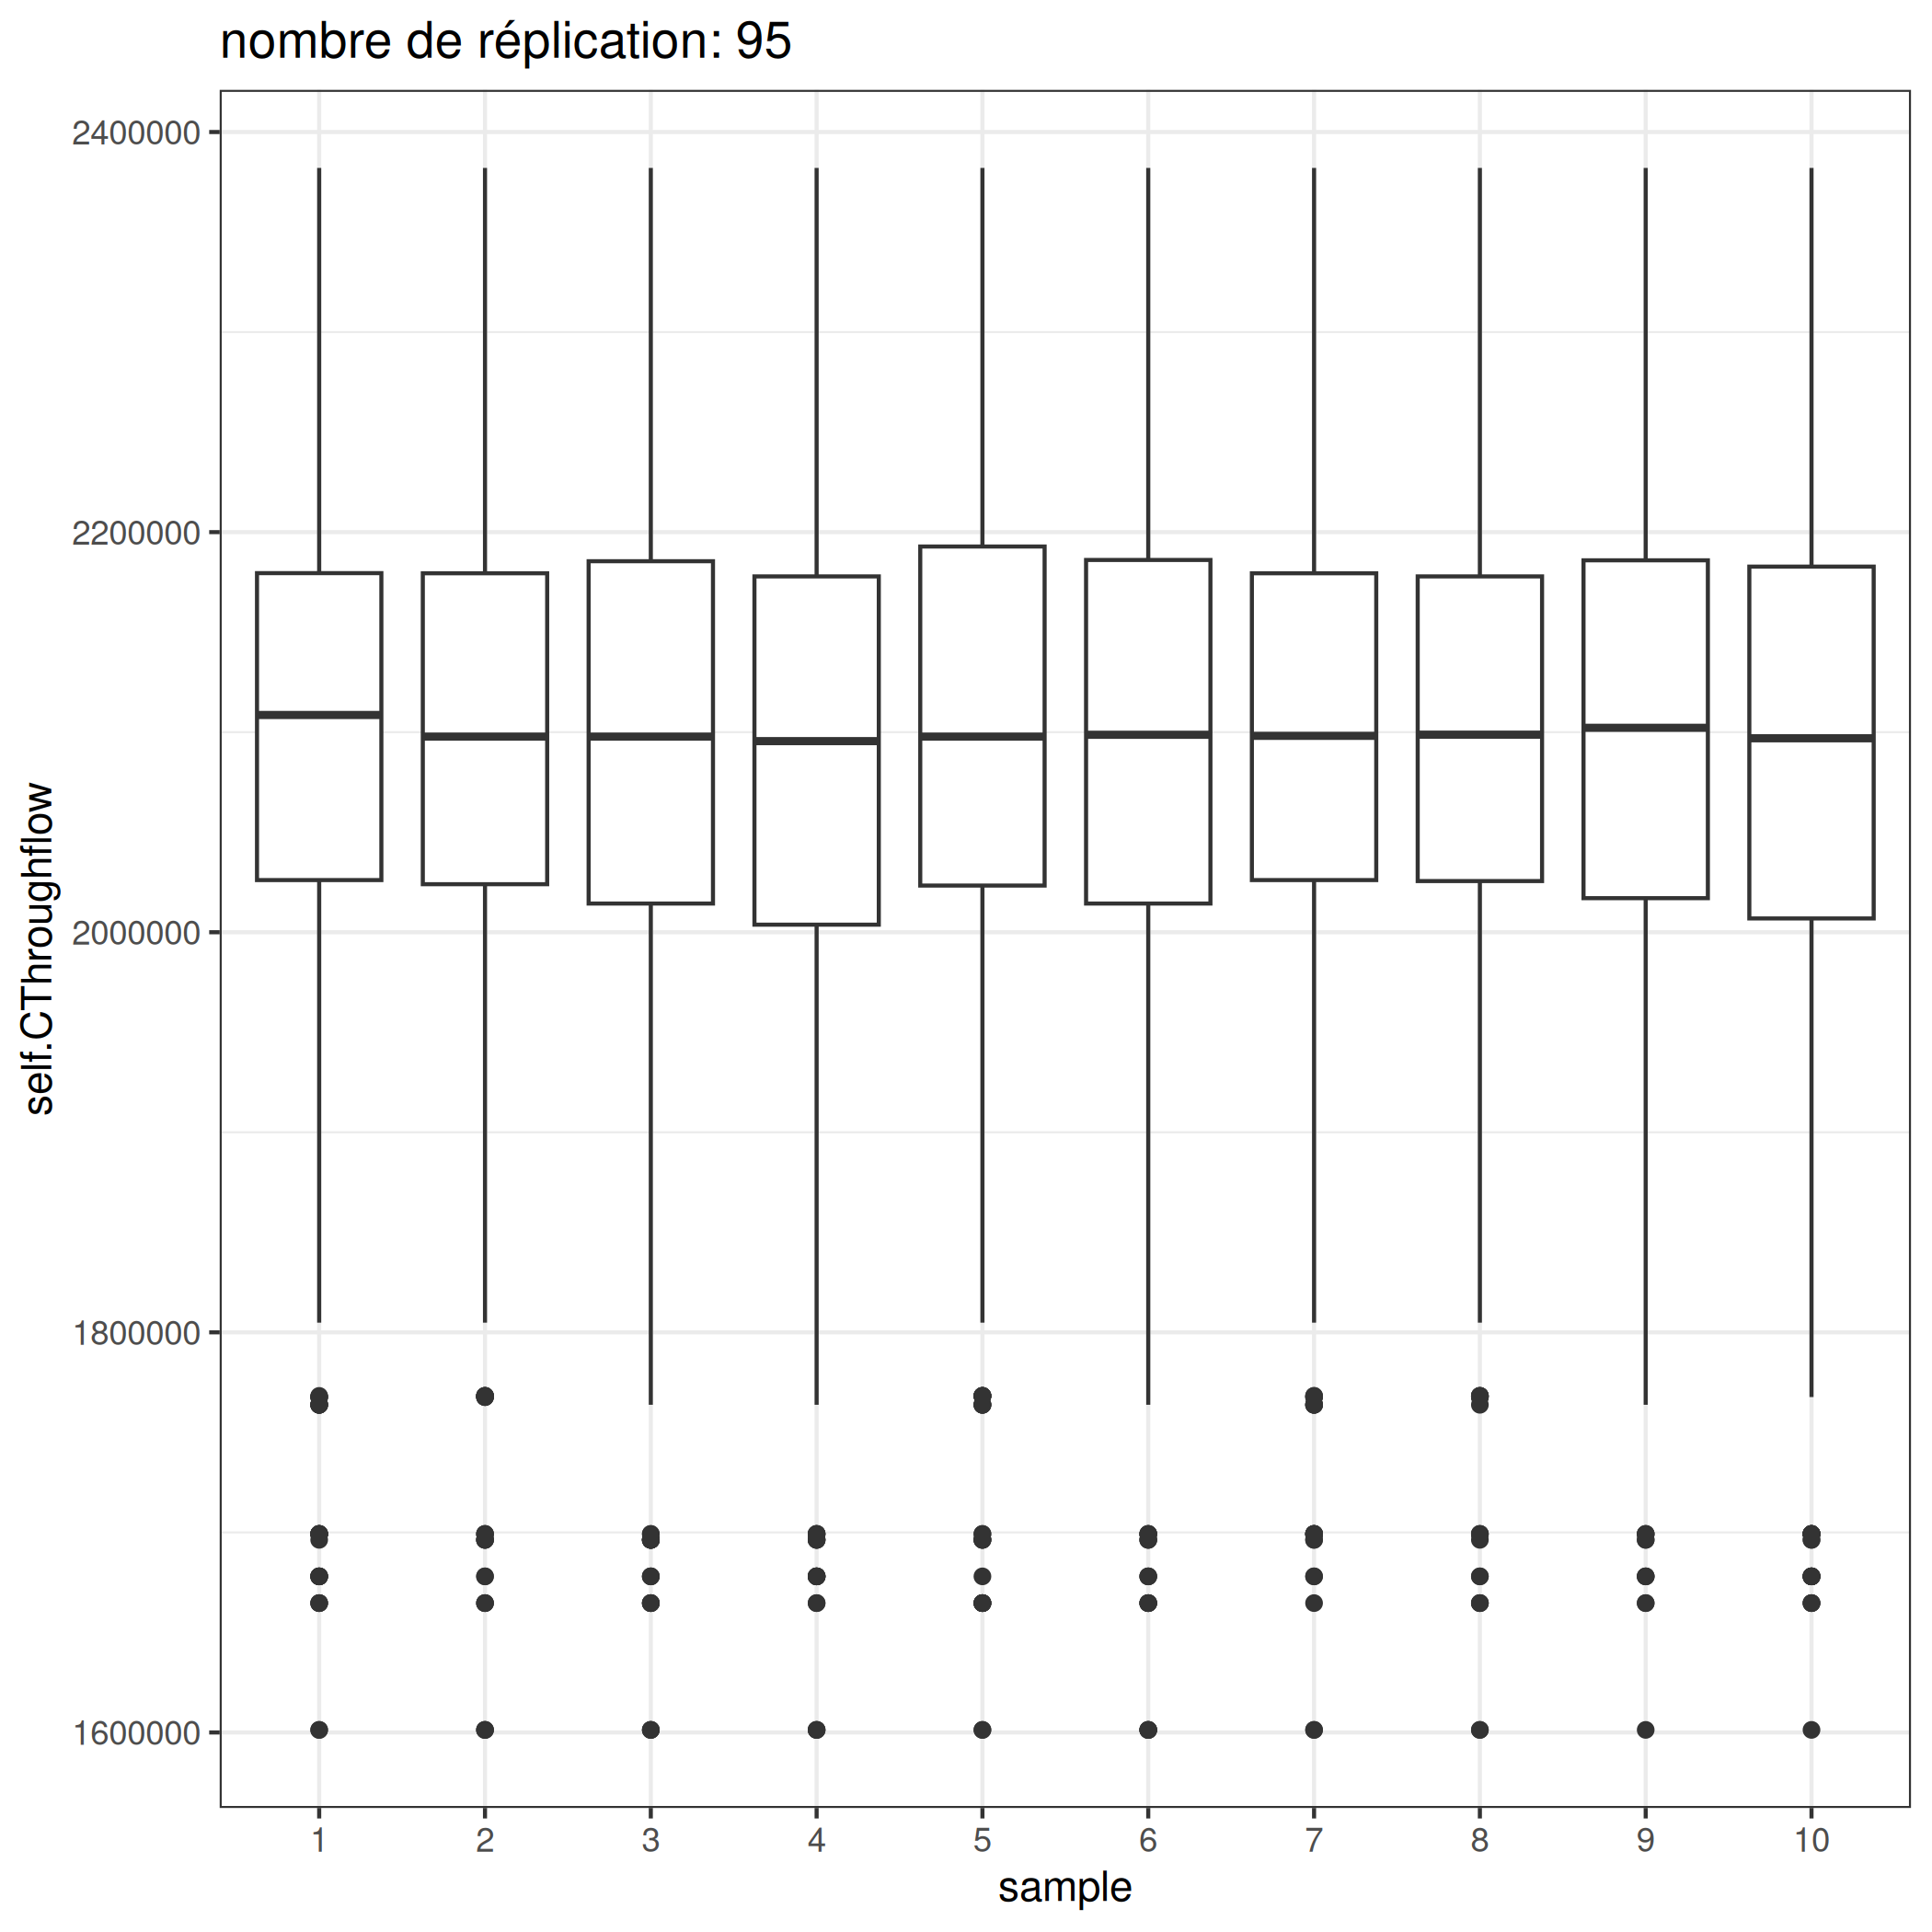 nombre de réplication: 95
2400000
2200000
2000000
1800000
1600000
self.CThroughflow
1 2 3 4 5 6 7 8 9 10
sample